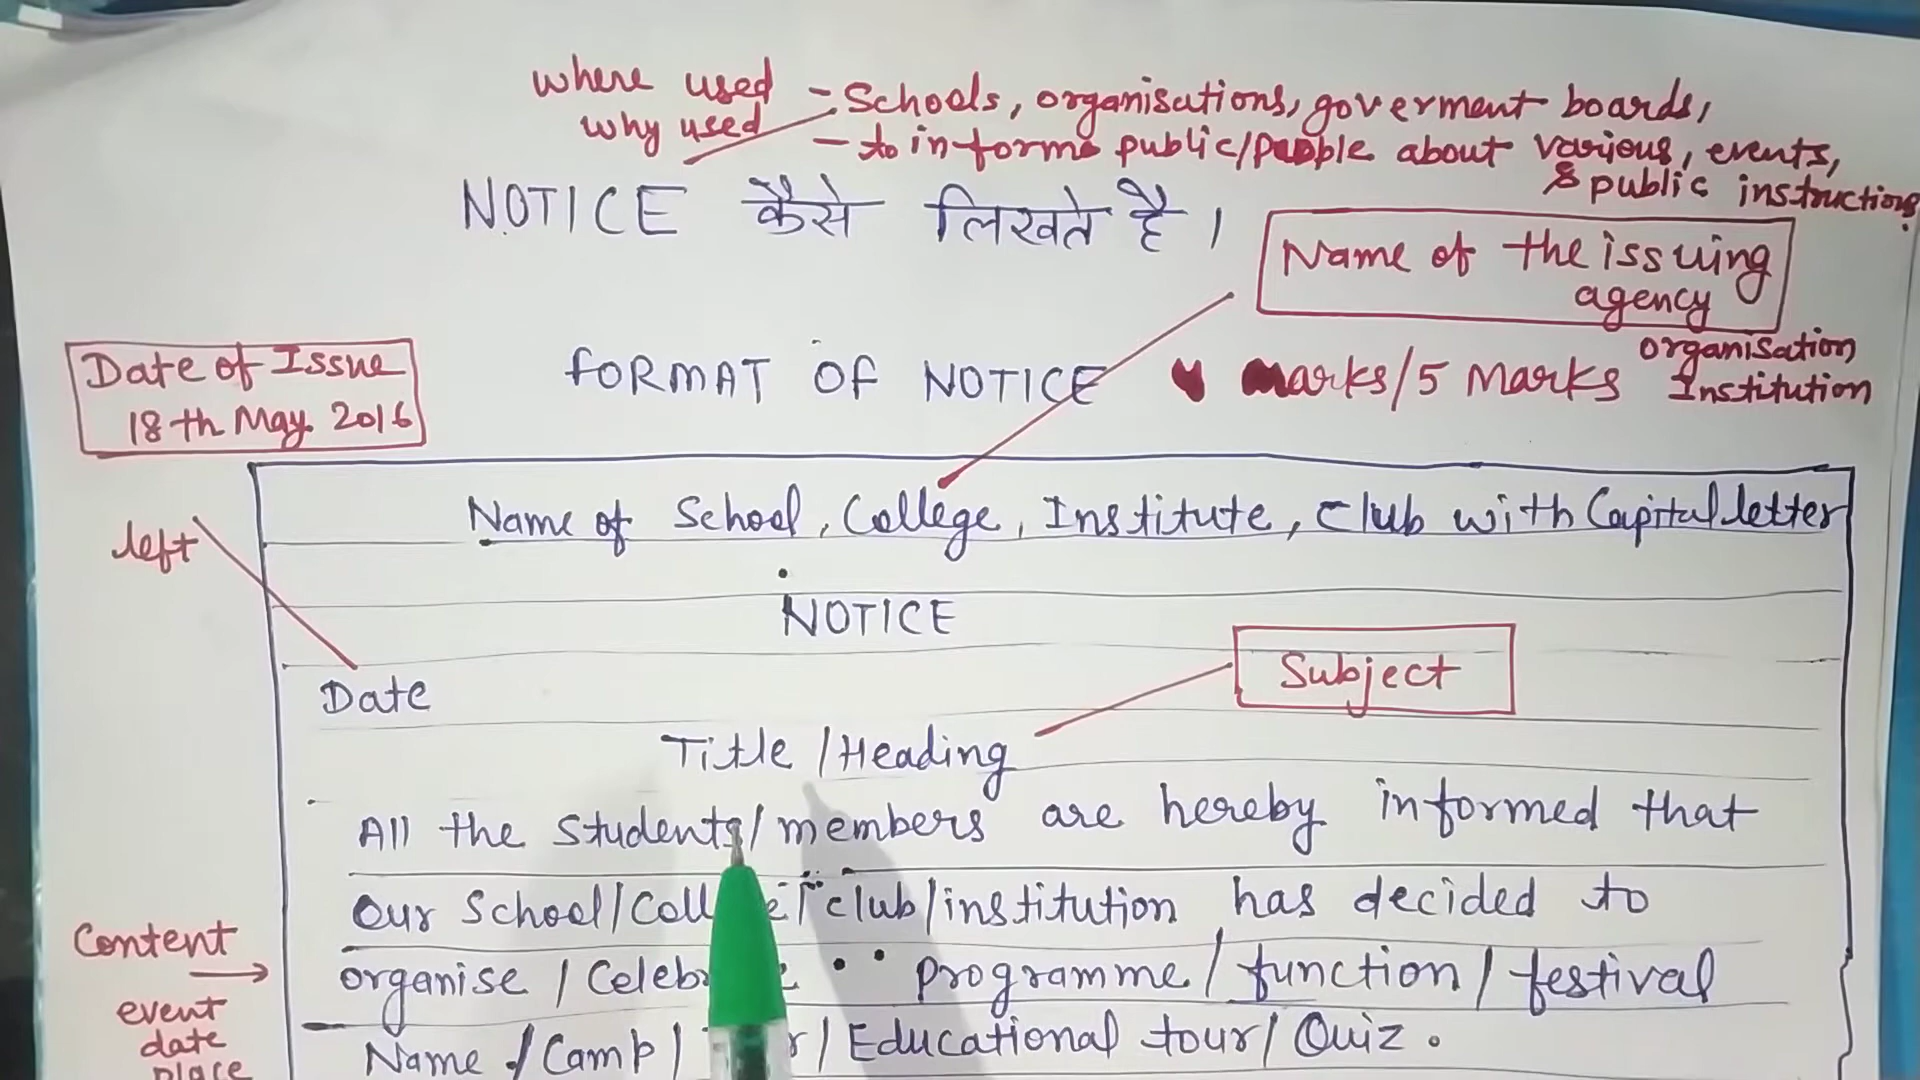 where used - Schools, organisations, goverment boards,
why used - to informs public/people about various, events,
& public instructions.
NOTICE कैसे लिखते है ।
Name of the issuing
agency
organisation
Institution
Date of Issue
18th May 2016
FORMAT OF NOTICE marks/5 Marks
left
Name of School, College, Institute, Club with Capital letter
NOTICE
Date
Subject
Title / Heading
All the students/members are hereby informed that
Our School/ club/institution has decided to
organise / programme / function / festival
Name / Camp / / Educational tour / Quiz .
Content
event
date
place